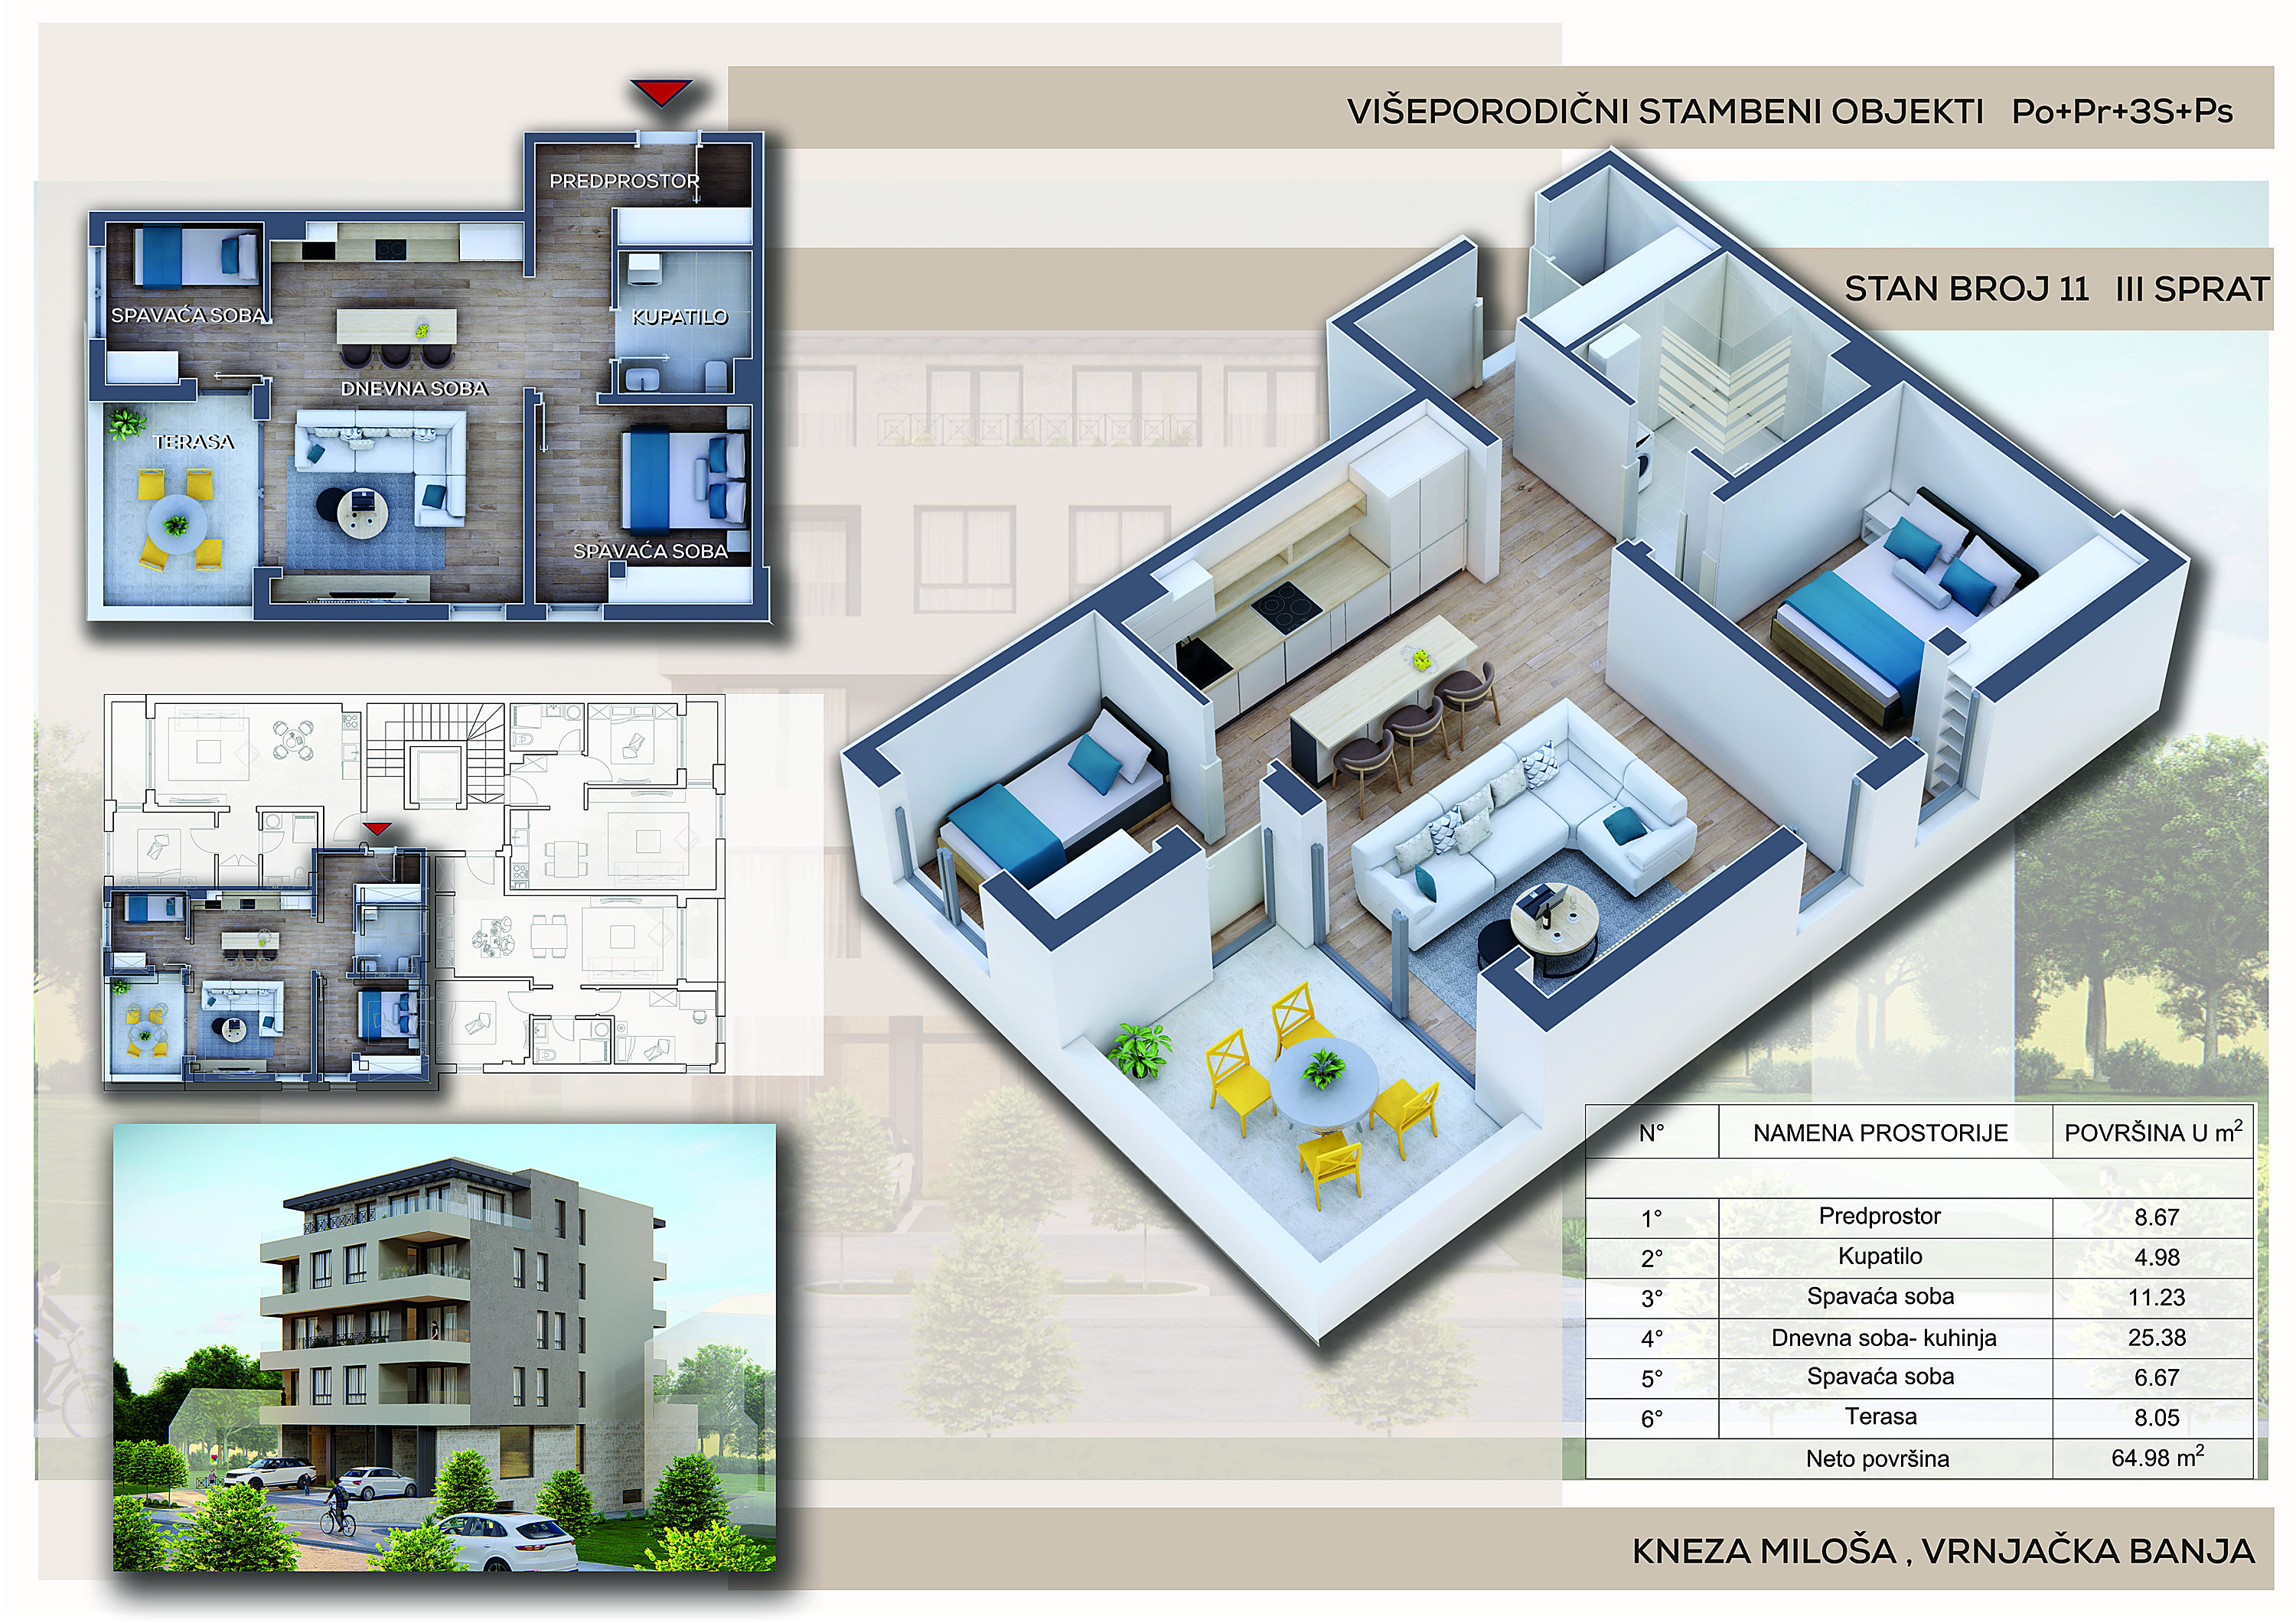 VIŠEPORODIČNI STAMBENI OBJEKTI Po+Pr+3S+Ps
STAN BROJ 11 III SPRAT
PREDPROSTOR
SPAVAĆA SOBA
KUPATILO
DNEVNA SOBA
TERASA
SPAVAĆA SOBA
N° NAMENA PROSTORIJE POVRŠINA U m²
1° Predprostor 8.67
2° Kupatilo 4.98
3° Spavaća soba 11.23
4° Dnevna soba- kuhinja 25.38
5° Spavaća soba 6.67
6° Terasa 8.05
Neto površina 64.98 m²
KNEZA MILOŠA , VRNJAČKA BANJA